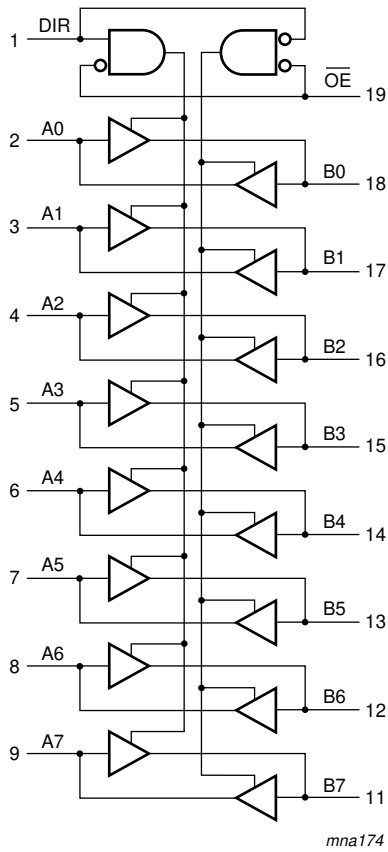 1 DIR
O̅E̅ 19
2 A0
B0 18
3 A1
B1 17
4 A2
B2 16
5 A3
B3 15
6 A4
B4 14
7 A5
B5 13
8 A6
B6 12
9 A7
B7 11
mna174